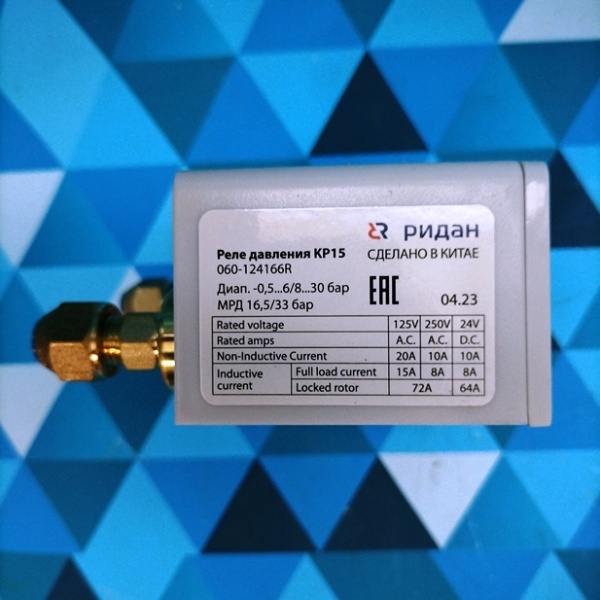 ридан
Реле давления КР15
СДЕЛАНО В КИТАЕ
060-124166R
Диап. -0,5...6/8...30 бар
МРД 16,5/33 бар
EAC
04.23
Rated voltage 125V 250V 24V
Rated amps A.C. A.C. D.C.
Non-Inductive Current 20A 10A 10A
Inductive current Full load current 15A 8A 8A
Locked rotor 72A 64A